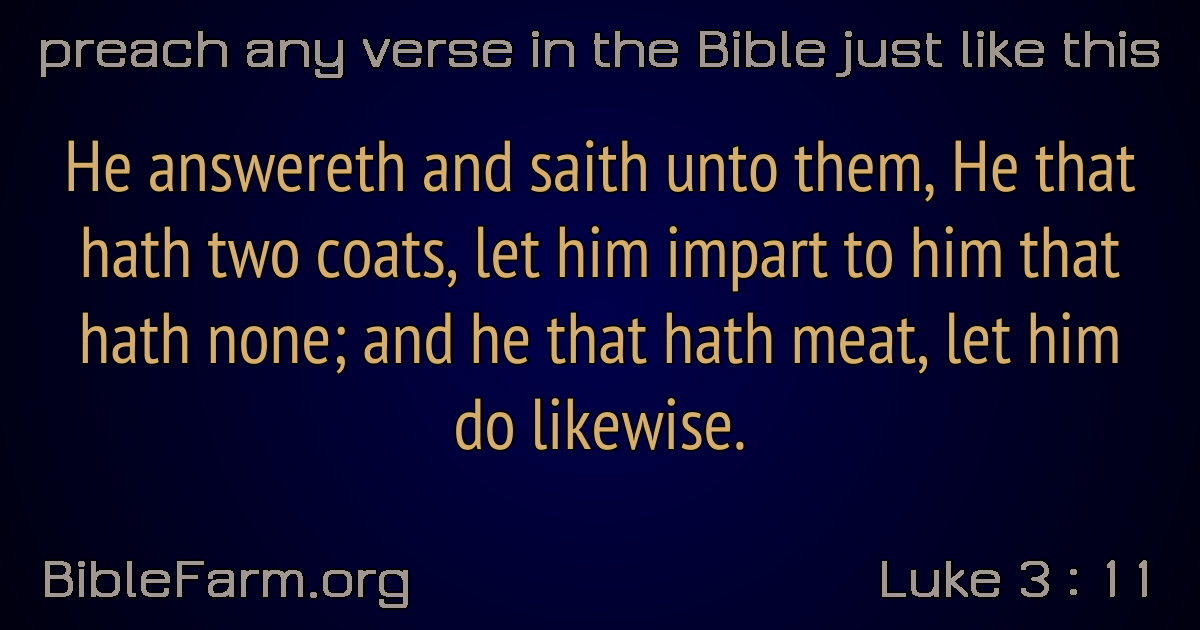 preach any verse in the Bible just like this
He answereth and saith unto them, He that
hath two coats, let him impart to him that
hath none; and he that hath meat, let him
do likewise.
BibleFarm.org
Luke 3 : 11